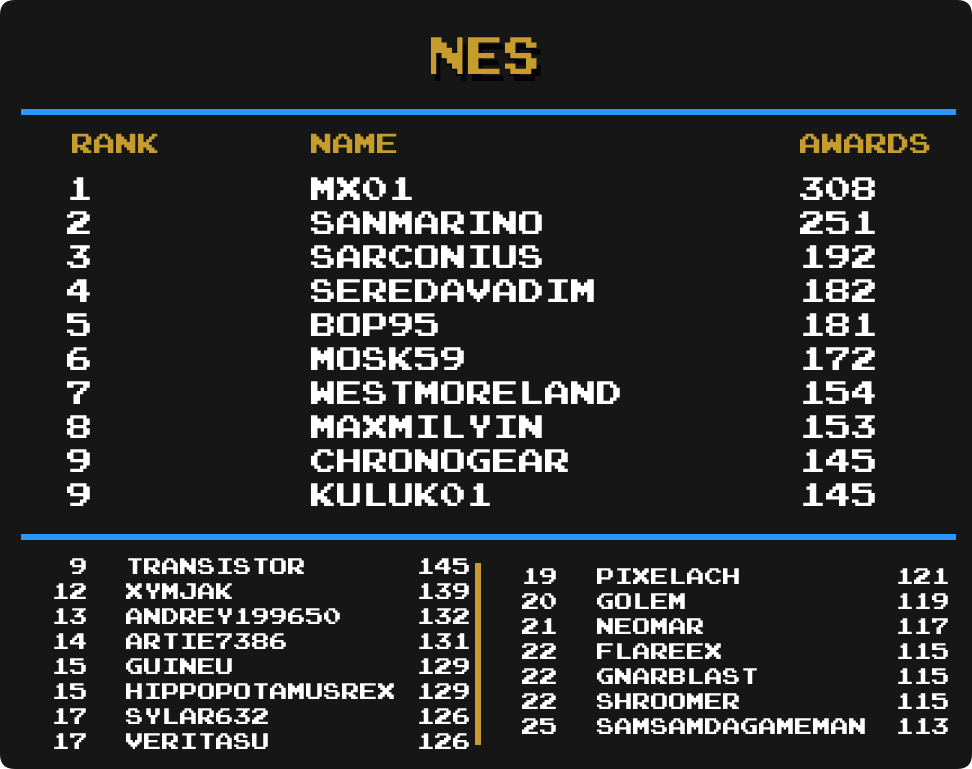 NES
RANK NAME AWARDS
1 MX01 308
2 SANMARINO 251
3 SARCONIUS 192
4 SEREDAVADIM 182
5 BOP95 181
6 MOSK59 172
7 WESTMORELAND 154
8 MAXMILYIN 153
9 CHRONOGEAR 145
9 KULUK01 145
9 TRANSISTOR 145
12 XYMJAK 139
13 ANDREY199650 132
14 ARTIE7386 131
15 GUINEU 129
15 HIPPOPOTAMUSREX 129
17 SYLAR632 126
17 VERITASU 126
19 PIXELACH 121
20 GOLEM 119
21 NEOMAR 117
22 FLAREEX 115
22 GNARBLAST 115
22 SHROOMER 115
25 SAMSAMDAGAMEMAN 113